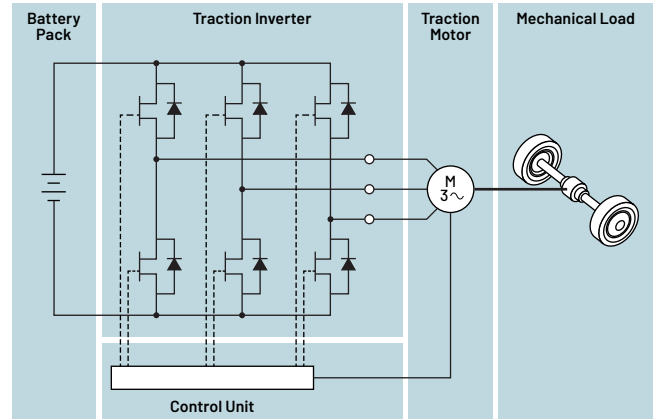 Battery
Pack
Traction Inverter
Traction
Motor
Mechanical Load
M
3~
Control Unit